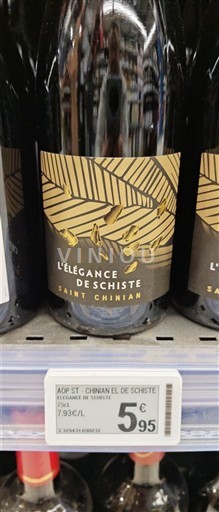 VINIOU
L'ÉLÉGANCE
DE SCHISTE
SAINT CHINIAN
AOP ST - CHINIAN EL DE SCHISTE
ELEGANCE DE SCHISTE
75cl
7.93€/L
5€95